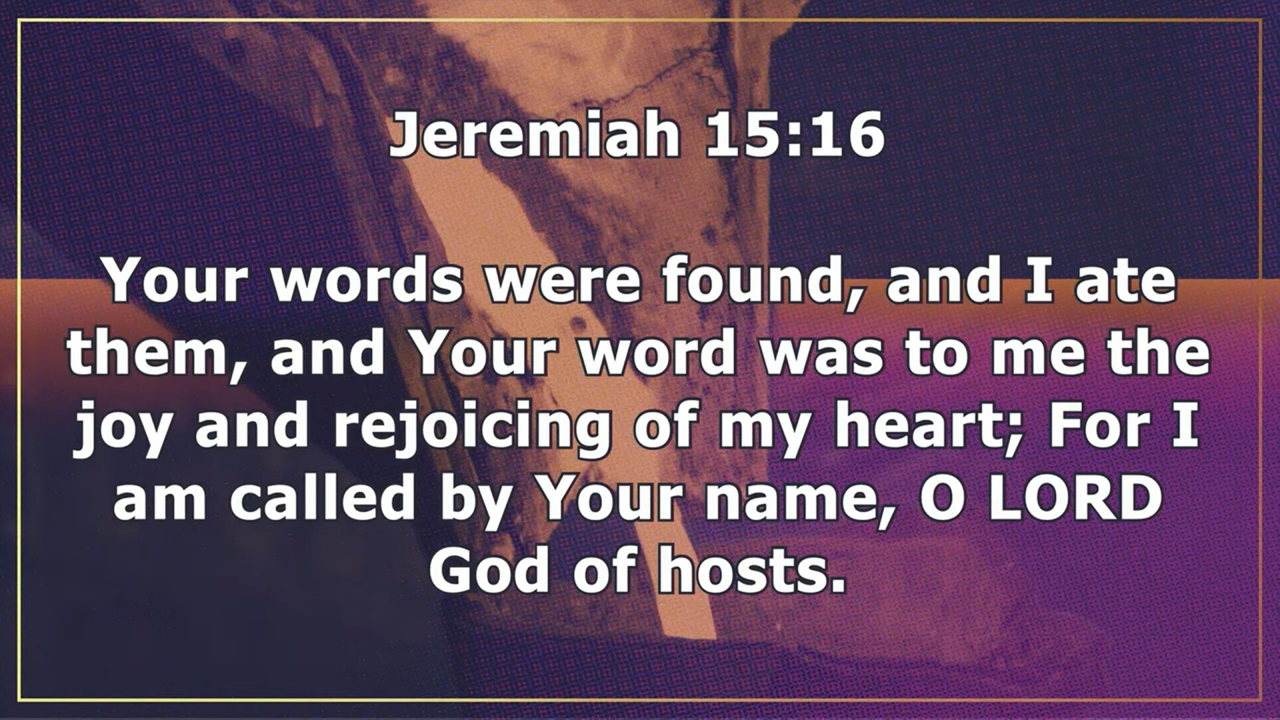 Jeremiah 15:16
Your words were found, and I ate
them, and Your word was to me the
joy and rejoicing of my heart; For I
am called by Your name, O LORD
God of hosts.